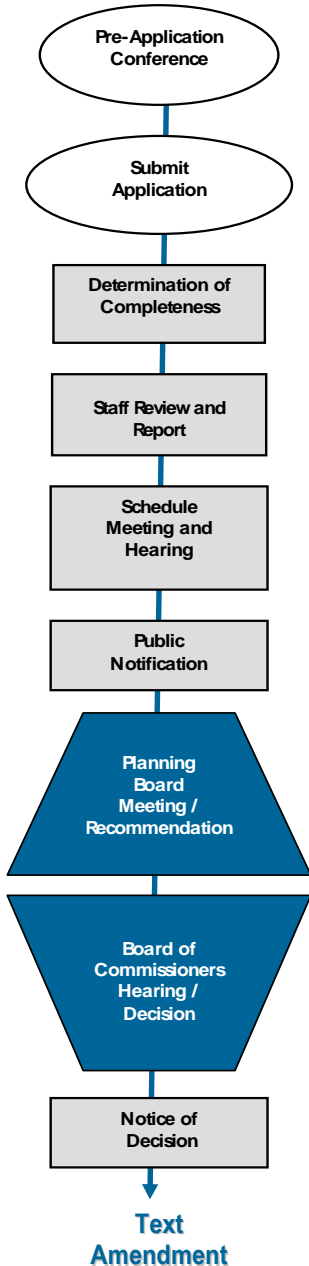 Pre-Application
Conference
Submit
Application
Determination of
Completeness
Staff Review and
Report
Schedule
Meeting and
Hearing
Public
Notification
Planning
Board
Meeting /
Recommendation
Board of
Commissioners
Hearing /
Decision
Notice of
Decision
Text
Amendment